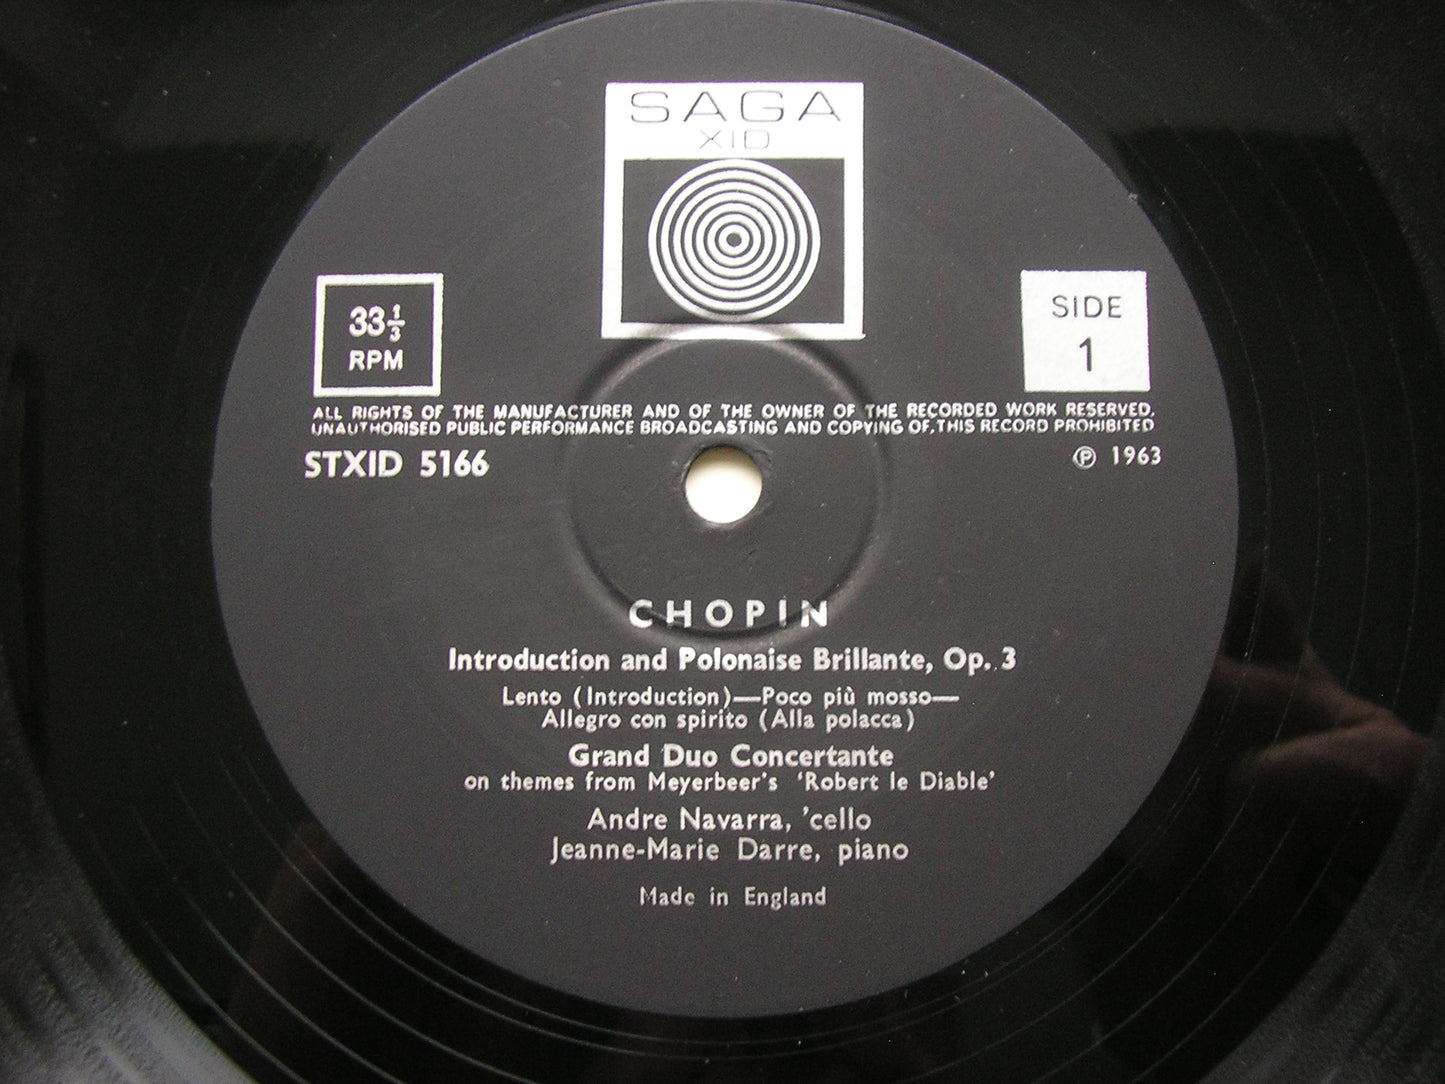 SAGA
XID
33 1/3
RPM
SIDE
1
ALL RIGHTS OF THE MANUFACTURER AND OF THE OWNER OF THE RECORDED WORK RESERVED.
UNAUTHORISED PUBLIC PERFORMANCE BROADCASTING AND COPYING OF, THIS RECORD PROHIBITED
STXID 5166
℗ 1963
CHOPIN
Introduction and Polonaise Brillante, Op. 3
Lento (Introduction)—Poco più mosso—
Allegro con spirito (Alla polacca)
Grand Duo Concertante
on themes from Meyerbeer's 'Robert le Diable'
Andre Navarra, 'cello
Jeanne-Marie Darre, piano
Made in England